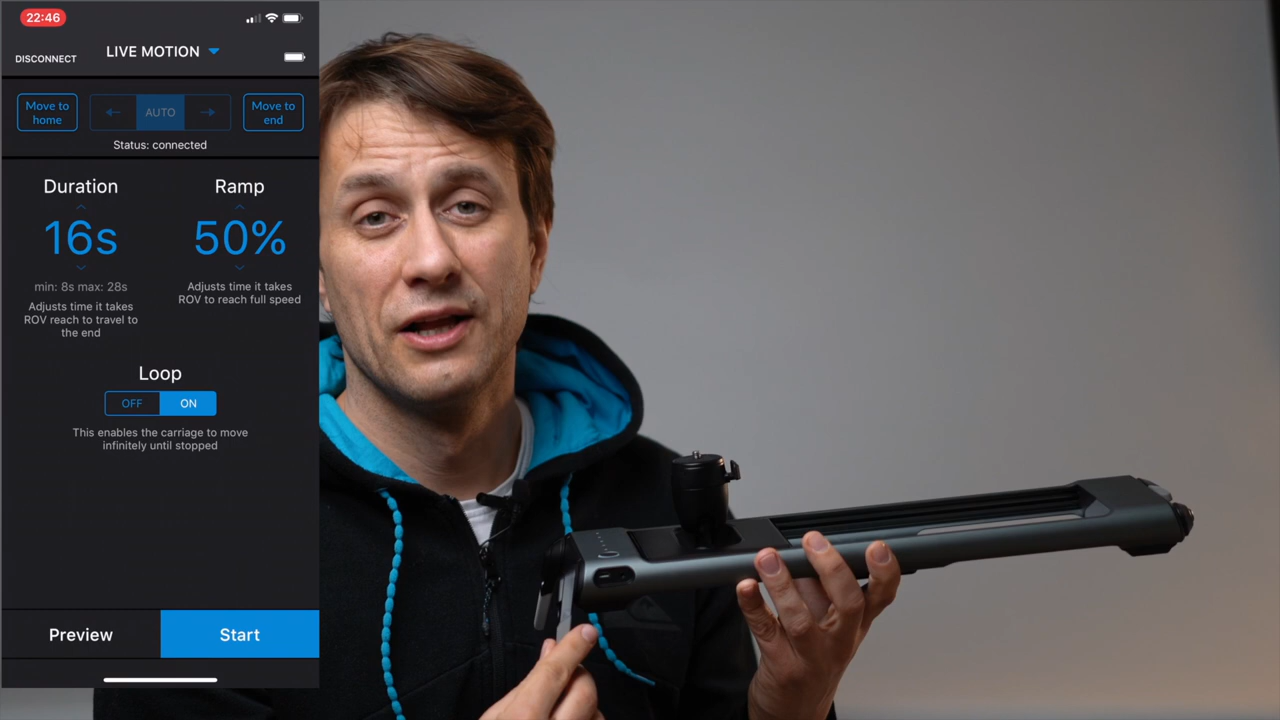 22:46
DISCONNECT
LIVE MOTION
Move to
home
AUTO
Move to
end
Status: connected
Duration
Ramp
16s
50%
min: 8s max: 28s
Adjusts time it takes
ROV reach to travel to
the end
Adjusts time it takes
ROV to reach full speed
Loop
OFF
ON
This enables the carriage to move
infinitely until stopped
Preview
Start